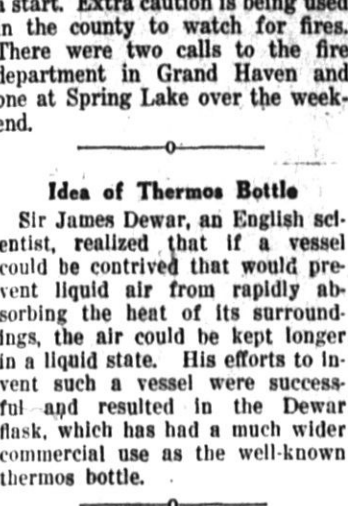 a start. Extra caution is being used
in the county to watch for fires.
There were two calls to the fire
department in Grand Haven and
one at Spring Lake over the week-
end.
Idea of Thermos Bottle
Sir James Dewar, an English sci-
entist, realized that if a vessel
could be contrived that would pre-
vent liquid air from rapidly ab-
sorbing the heat of its surround-
ings, the air could be kept longer
in a liquid state. His efforts to in-
vent such a vessel were success-
ful and resulted in the Dewar
flask, which has had a much wider
commercial use as the well-known
thermos bottle.